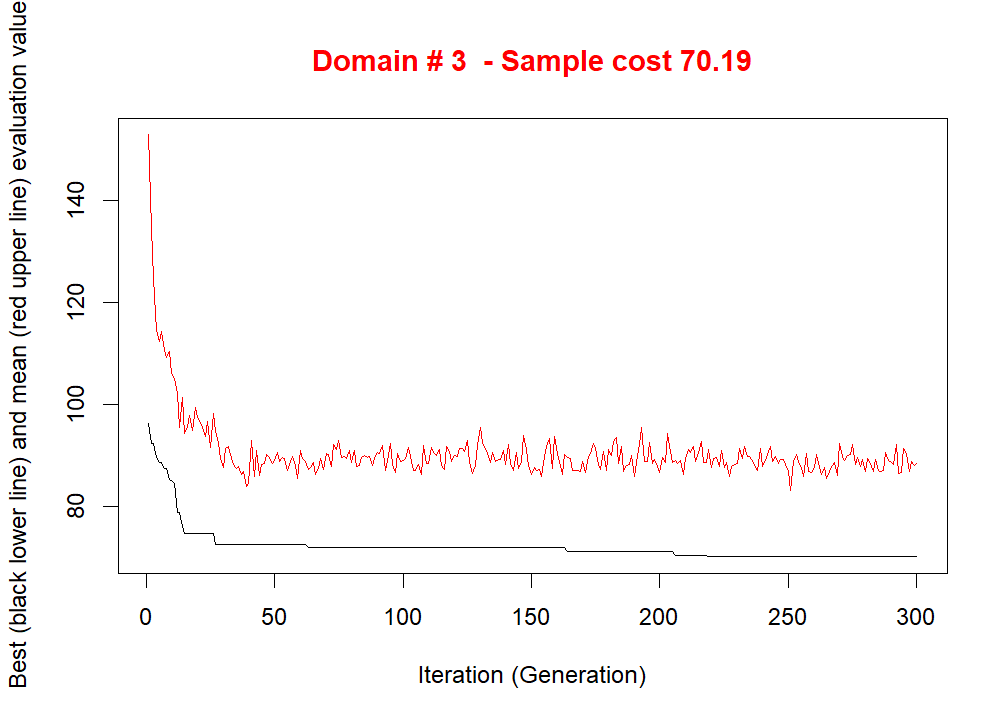 Domain # 3  - Sample cost 70.19
Best (black lower line) and mean (red upper line) evaluation value
140
120
100
80
0 50 100 150 200 250 300
Iteration (Generation)